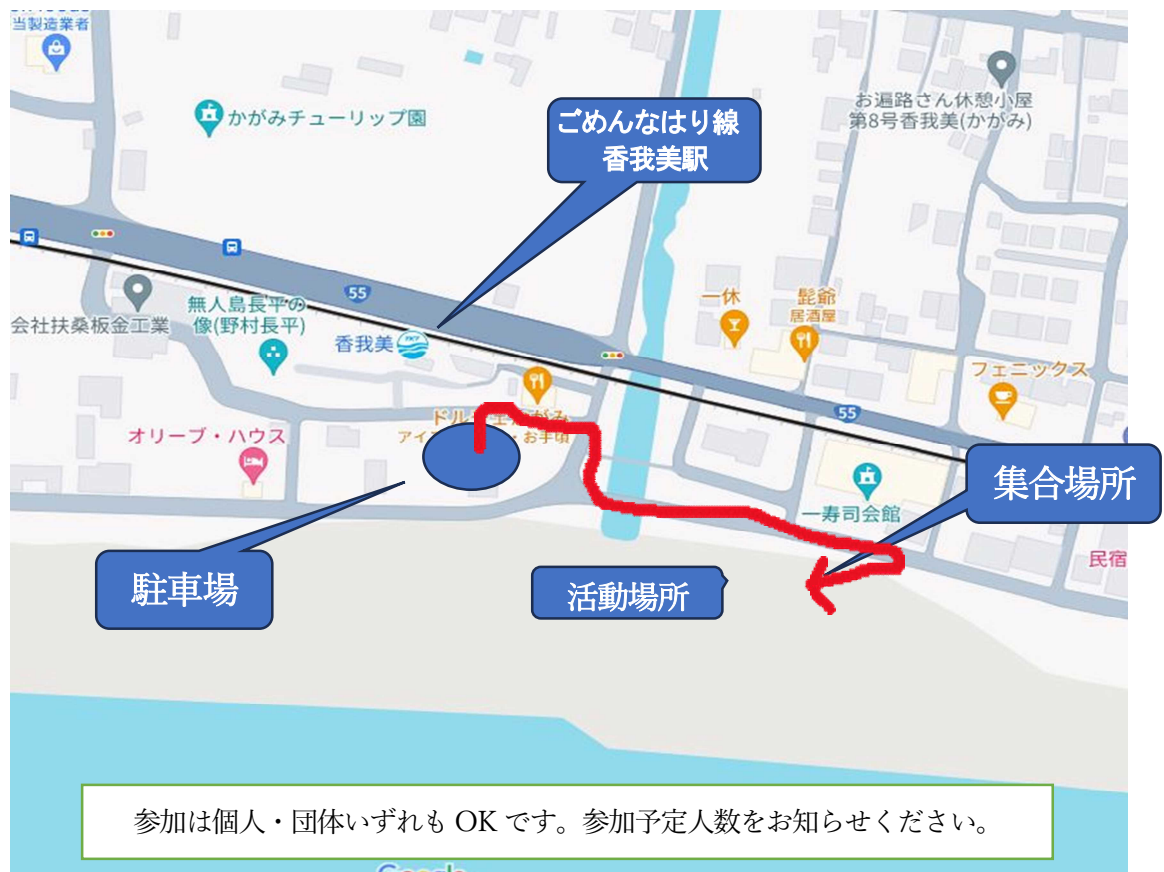 当製造業者
かがみチューリップ園
ごめんなはり線
香我美駅
お遍路さん休憩小屋
第8号香我美(かがみ)
55
無人島長平の
像(野村長平)
会社扶桑板金工業
香我美
一休
髭爺
居酒屋
フェニックス
55
オリーブ・ハウス
お手頃
一寿司会館
集合場所
民宿
駐車場
活動場所
参加は個人・団体いずれも OK です。参加予定人数をお知らせください。